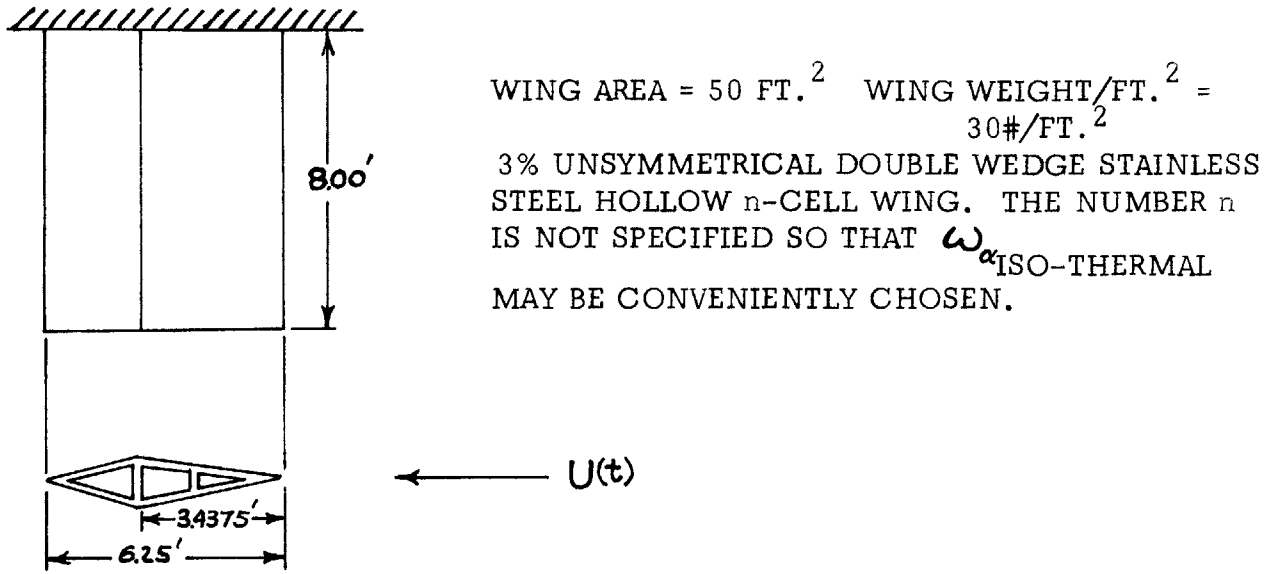 WING AREA = 50 FT.² WING WEIGHT/FT.² =
30#/FT.²
3% UNSYMMETRICAL DOUBLE WEDGE STAINLESS
STEEL HOLLOW n-CELL WING. THE NUMBER n
IS NOT SPECIFIED SO THAT ω_α ISO-THERMAL
MAY BE CONVENIENTLY CHOSEN.
8.00'
U(t)
3.4375'
6.25'